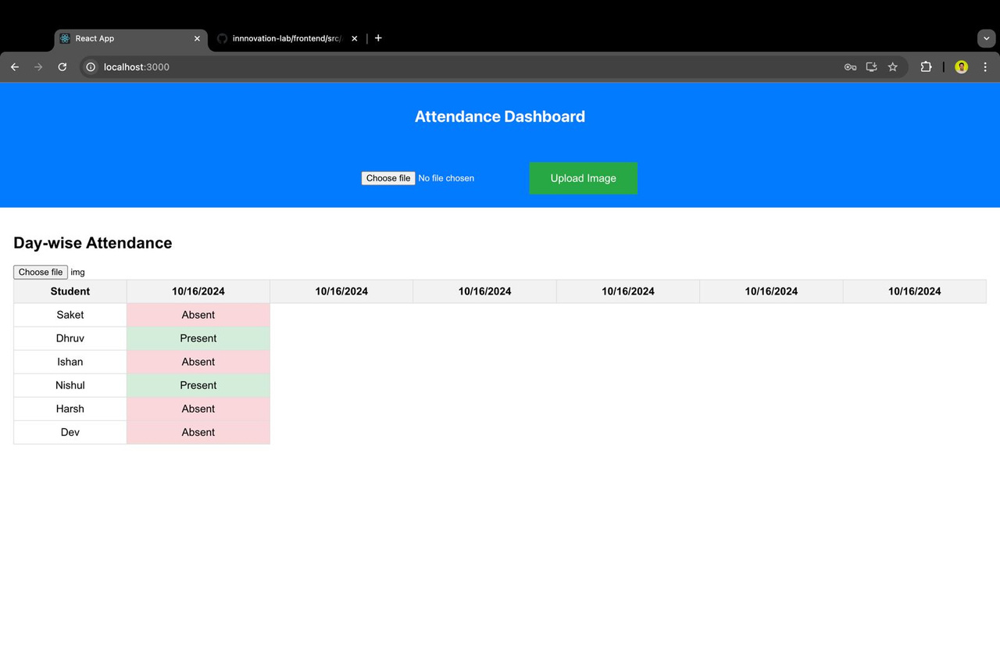 React App
innnovation-lab/frontend/src/
localhost:3000
Attendance Dashboard
Choose file No file chosen
Upload Image
Day-wise Attendance
Choose file img
Student 10/16/2024 10/16/2024 10/16/2024 10/16/2024 10/16/2024 10/16/2024
Saket Absent
Dhruv Present
Ishan Absent
Nishul Present
Harsh Absent
Dev Absent